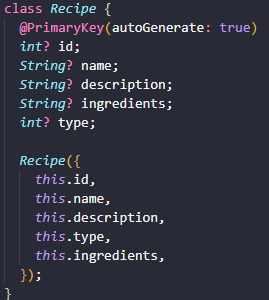 class Recipe {
  @PrimaryKey(autoGenerate: true)
  int? id;
  String? name;
  String? description;
  String? ingredients;
  int? type;

  Recipe({
    this.id,
    this.name,
    this.description,
    this.type,
    this.ingredients,
  });
}